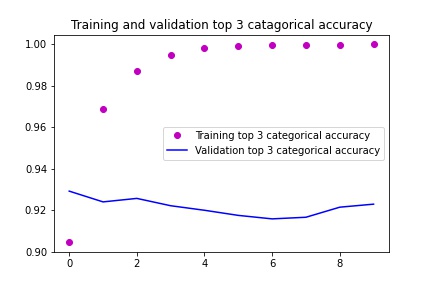 Training and validation top 3 catagorical accuracy
1.00
0.98
0.96
0.94
0.92
0.90
Training top 3 categorical accuracy
Validation top 3 categorical accuracy
0 2 4 6 8